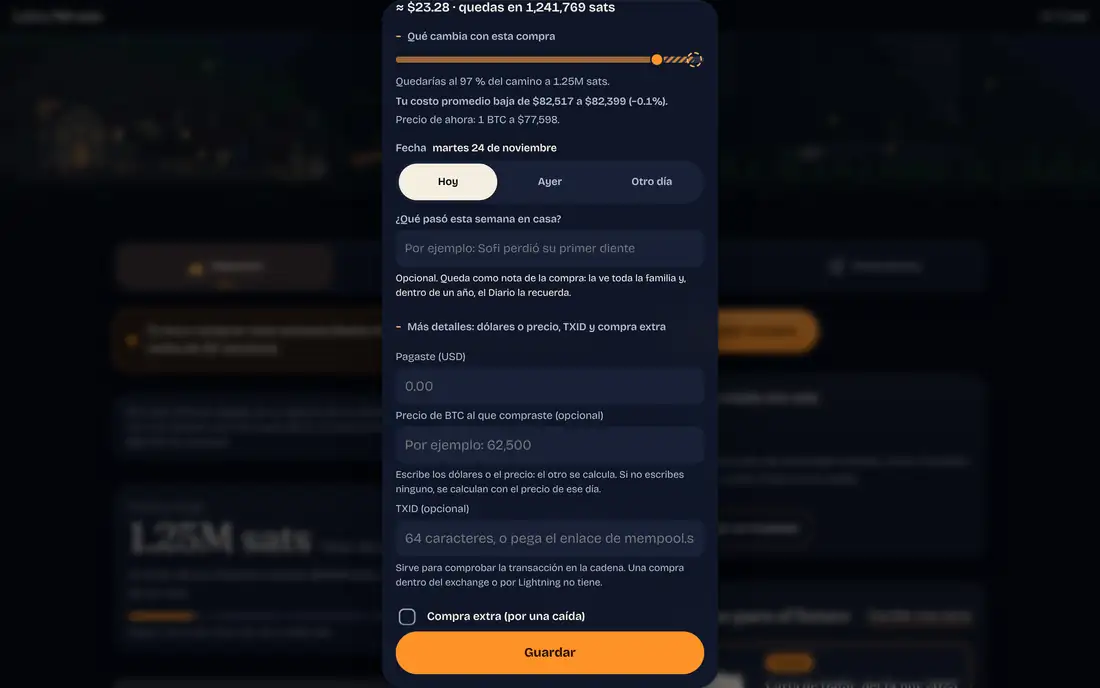 ≈ $23.28 · quedas en 1,241,769 sats
– Qué cambia con esta compra
Quedarías al 97 % del camino a 1.25M sats.
Tu costo promedio baja de $82,517 a $82,399 (−0.1%).
Precio de ahora: 1 BTC a $77,598.
Fecha martes 24 de noviembre
Hoy
Ayer
Otro día
¿Qué pasó esta semana en casa?
Por ejemplo: Sofi perdió su primer diente
Opcional. Queda como nota de la compra: la ve toda la familia y,
dentro de un año, el Diario la recuerda.
– Más detalles: dólares o precio, TXID y compra extra
Pagaste (USD)
0.00
Precio de BTC al que compraste (opcional)
Por ejemplo: 62,500
Escribe los dólares o el precio: el otro se calcula. Si no escribes
ninguno, se calculan con el precio de ese día.
TXID (opcional)
64 caracteres, o pega el enlace de mempool.s
Sirve para comprobar la transacción en la cadena. Una compra
dentro del exchange o por Lightning no tiene.
Compra extra (por una caída)
Guardar
1.25M sats